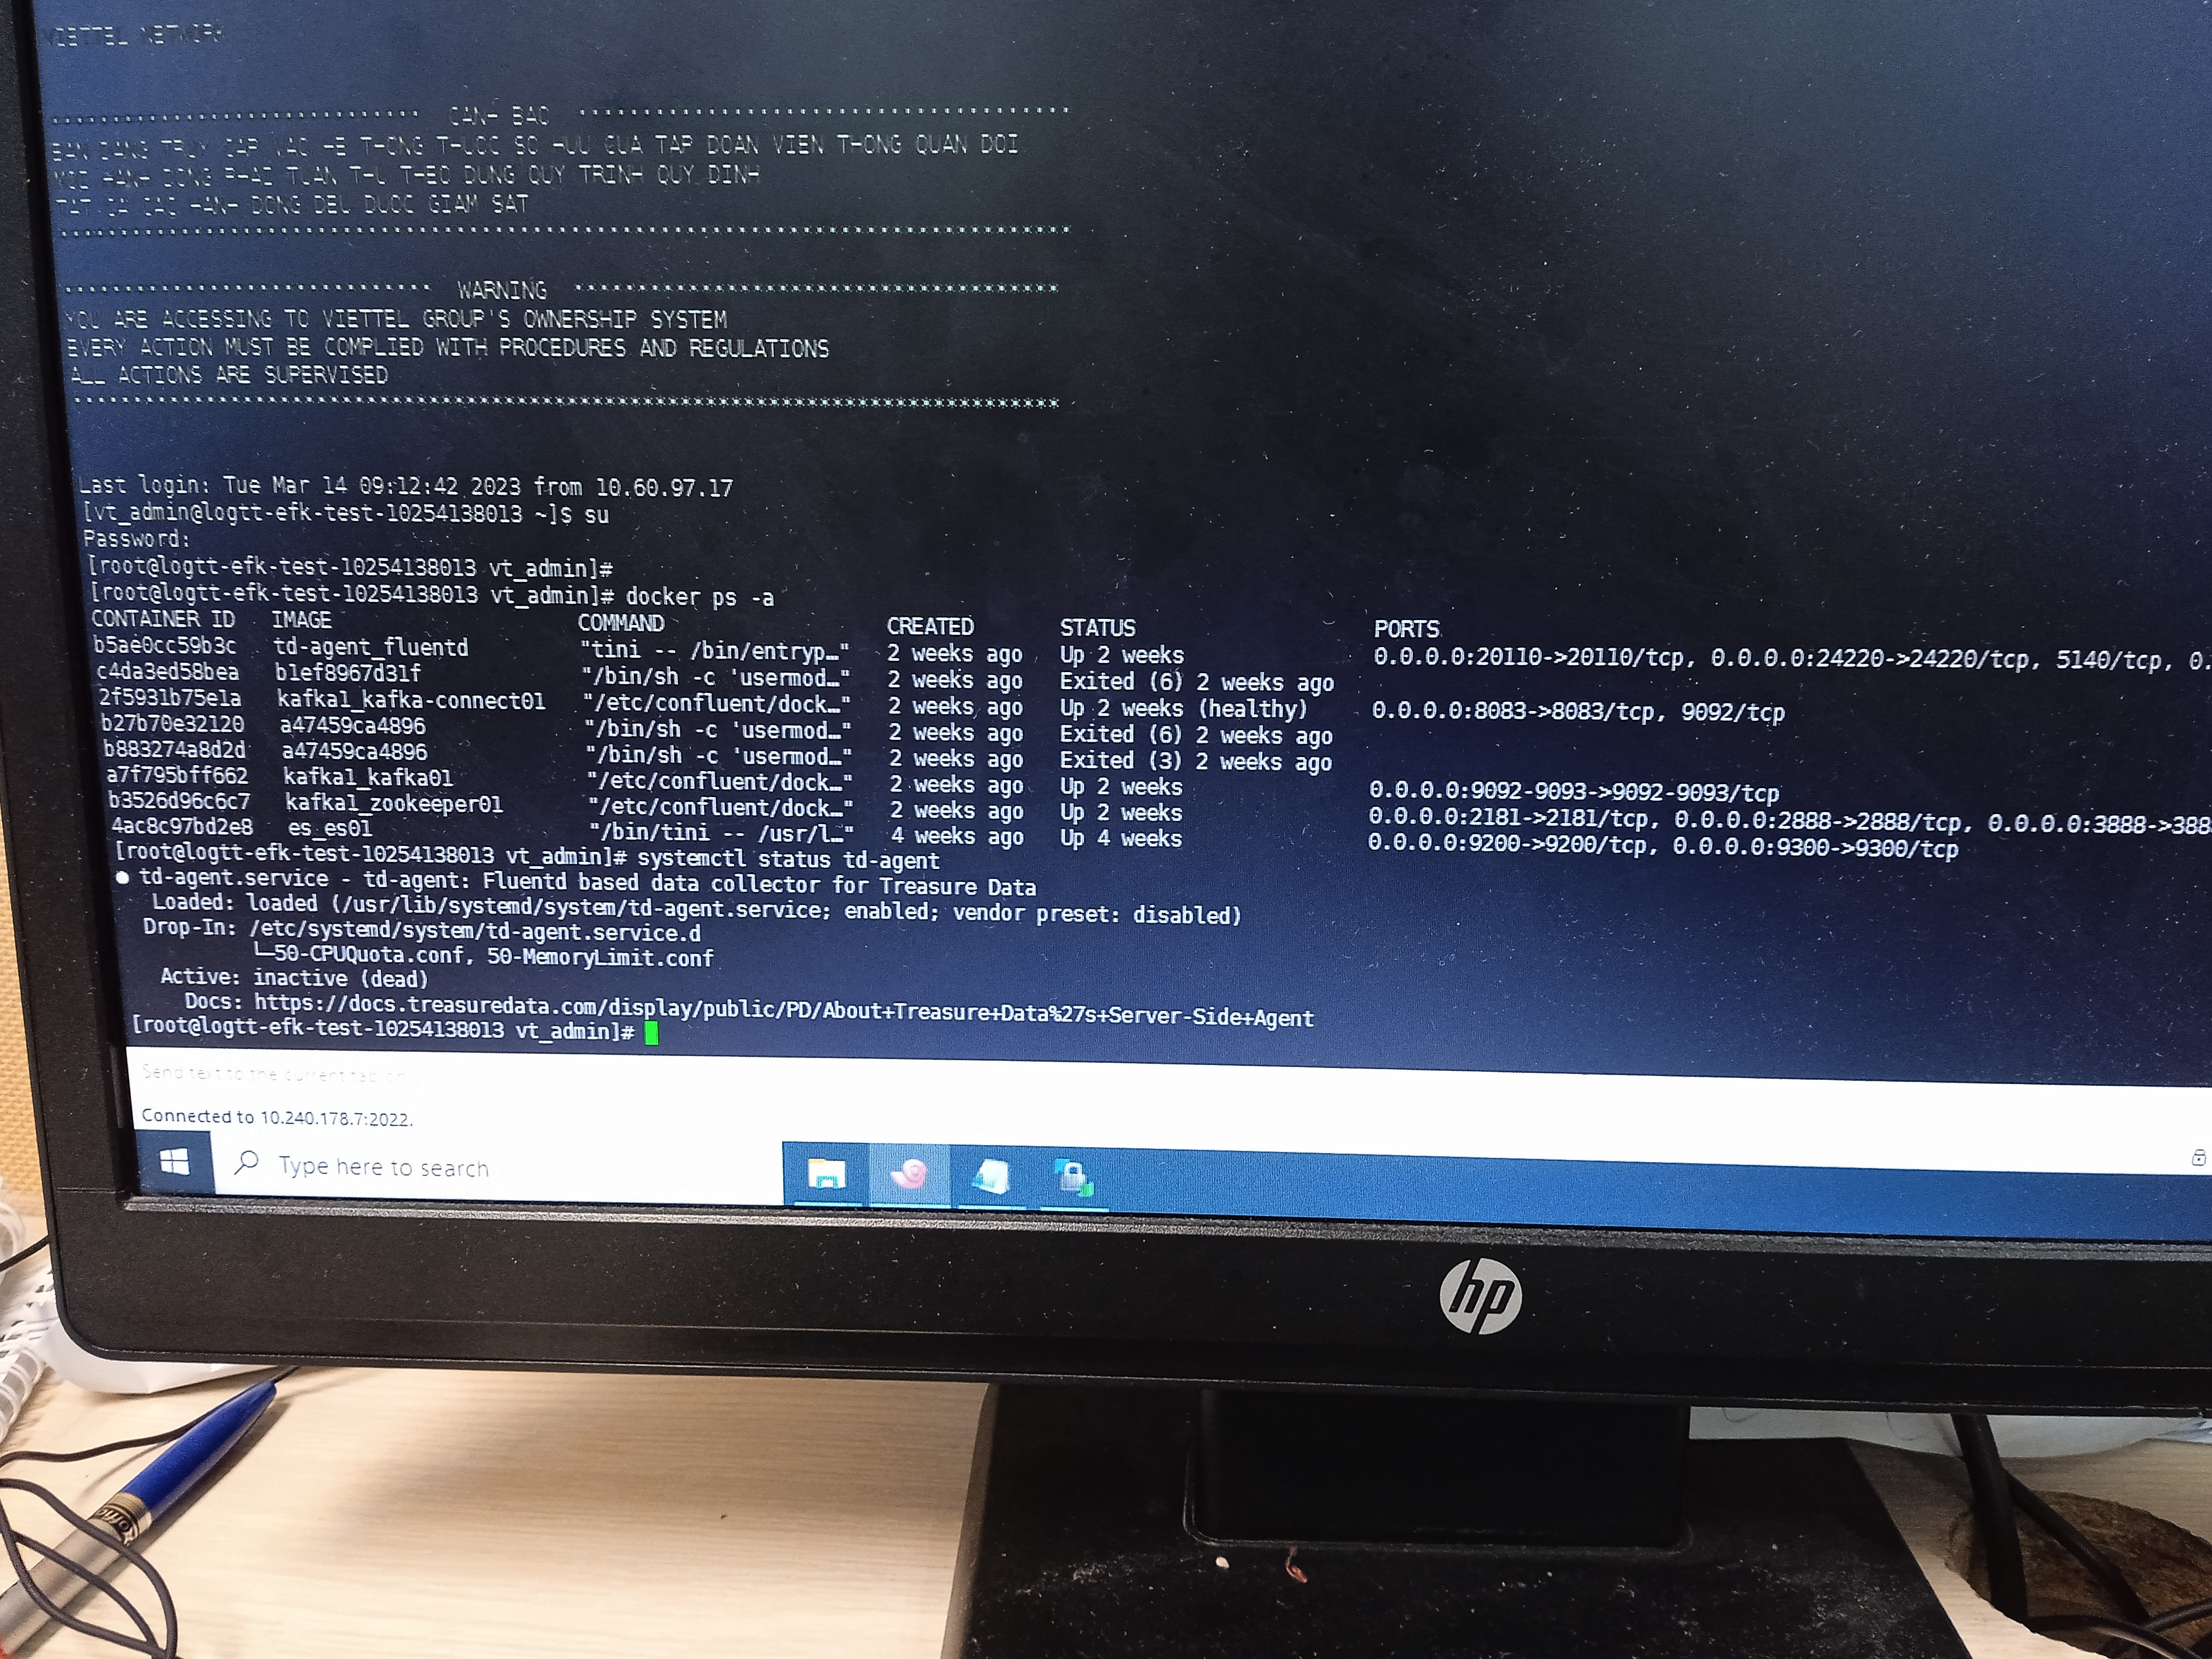 VIETTEL NETWORK
**************************** CANH BAO **************************************
BAN DANG TRUY CAP VAO HE THONG THUOC SO HUU CUA TAP DOAN VIEN THONG QUAN DOI
MOI HANH DONG PHAI TUAN THU THEO DUNG QUY TRINH QUY DINH
TAT CA CAC HANH DONG DEU DUOC GIAM SAT
**************************** WARNING **************************************
YOU ARE ACCESSING TO VIETTEL GROUP'S OWNERSHIP SYSTEM
EVERY ACTION MUST BE COMPLIED WITH PROCEDURES AND REGULATIONS
ALL ACTIONS ARE SUPERVISED
Last login: Tue Mar 14 09:12:42 2023 from 10.60.97.17
[vt_admin@logtt-efk-test-10254138013 ~]$ su
Password:
[root@logtt-efk-test-10254138013 vt_admin]#
[root@logtt-efk-test-10254138013 vt_admin]# docker ps -a
CONTAINER ID IMAGE COMMAND CREATED STATUS PORTS
b5ae0cc59b3c td-agent_fluentd "tini -- /bin/entryp…" 2 weeks ago Up 2 weeks 0.0.0.0:20110->20110/tcp, 0.0.0.0:24220->24220/tcp, 5140/tcp, 0.
c4da3ed58bea b1ef8967d31f "/bin/sh -c 'usermod…" 2 weeks ago Exited (6) 2 weeks ago
2f5931b75e1a kafka1_kafka-connect01 "/etc/confluent/dock…" 2 weeks ago Up 2 weeks (healthy) 0.0.0.0:8083->8083/tcp, 9092/tcp
b27b70e32120 a47459ca4896 "/bin/sh -c 'usermod…" 2 weeks ago Exited (6) 2 weeks ago
b883274a8d2d a47459ca4896 "/bin/sh -c 'usermod…" 2 weeks ago Exited (3) 2 weeks ago
a7f795bff662 kafka1_kafka01 "/etc/confluent/dock…" 2 weeks ago Up 2 weeks 0.0.0.0:9092-9093->9092-9093/tcp
b3526d96c6c7 kafka1_zookeeper01 "/etc/confluent/dock…" 2 weeks ago Up 2 weeks 0.0.0.0:2181->2181/tcp, 0.0.0.0:2888->2888/tcp, 0.0.0.0:3888->388
4ac8c97bd2e8 es_es01 "/bin/tini -- /usr/l…" 4 weeks ago Up 4 weeks 0.0.0.0:9200->9200/tcp, 0.0.0.0:9300->9300/tcp
[root@logtt-efk-test-10254138013 vt_admin]# systemctl status td-agent
● td-agent.service - td-agent: Fluentd based data collector for Treasure Data
Loaded: loaded (/usr/lib/systemd/system/td-agent.service; enabled; vendor preset: disabled)
Drop-In: /etc/systemd/system/td-agent.service.d
└─50-CPUQuota.conf, 50-MemoryLimit.conf
Active: inactive (dead)
Docs: https://docs.treasuredata.com/display/public/PD/About+Treasure+Data%27s+Server-Side+Agent
[root@logtt-efk-test-10254138013 vt_admin]#
Send text to the current tab only
Connected to 10.240.178.7:2022.
Type here to search
hp